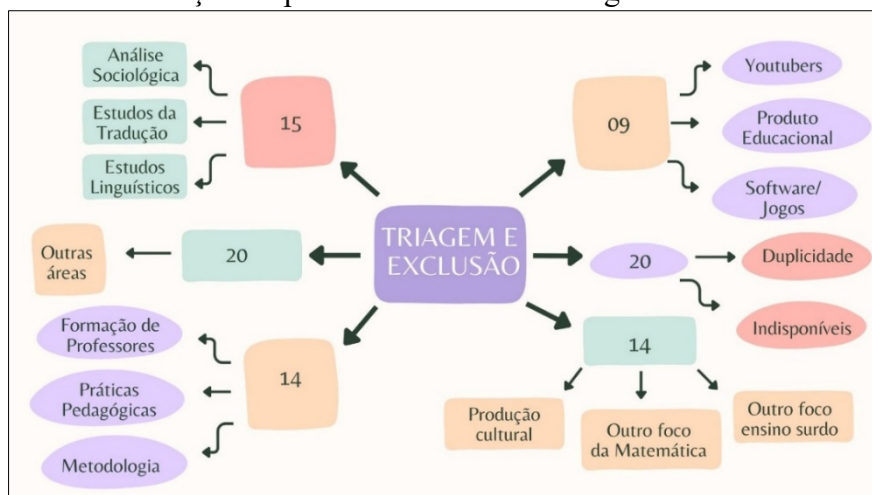 Análise
Sociológica
Estudos da
Tradução
Estudos
Linguísticos
15
09
Youtubers
Produto
Educacional
Software/
Jogos
TRIAGEM E
EXCLUSÃO
Outras
áreas
20
20
Duplicidade
Indisponíveis
Formação de
Professores
Práticas
Pedagógicas
Metodologia
14
14
Produção
cultural
Outro foco
da Matemática
Outro foco
ensino surdo